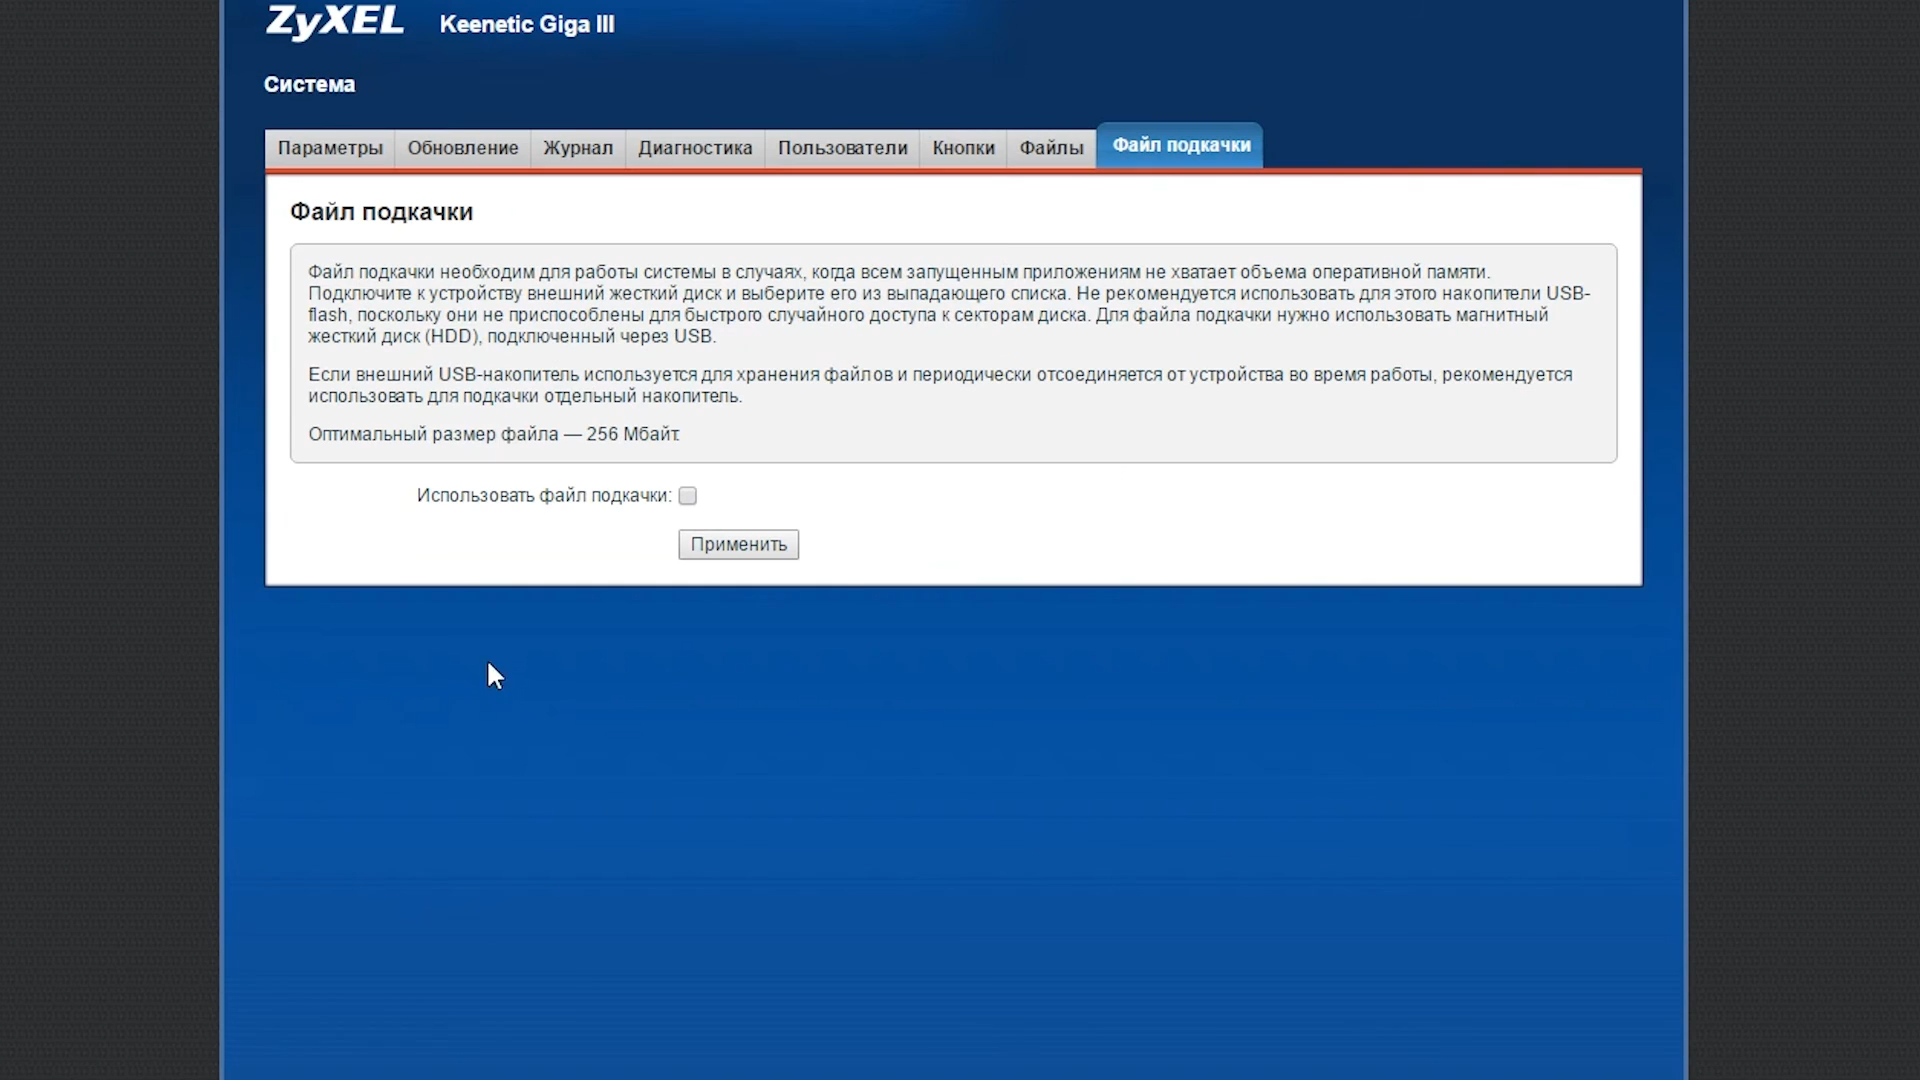 ZyXEL Keenetic Giga III
Система
Параметры Обновление Журнал Диагностика Пользователи Кнопки Файлы Файл подкачки
Файл подкачки
Файл подкачки необходим для работы системы в случаях, когда всем запущенным приложениям не хватает объема оперативной памяти.
Подключите к устройству внешний жесткий диск и выберите его из выпадающего списка. Не рекомендуется использовать для этого накопители USB-
flash, поскольку они не приспособлены для быстрого случайного доступа к секторам диска. Для файла подкачки нужно использовать магнитный
жесткий диск (HDD), подключенный через USB.
Если внешний USB-накопитель используется для хранения файлов и периодически отсоединяется от устройства во время работы, рекомендуется
использовать для подкачки отдельный накопитель.
Оптимальный размер файла — 256 Мбайт.
Использовать файл подкачки:
Применить